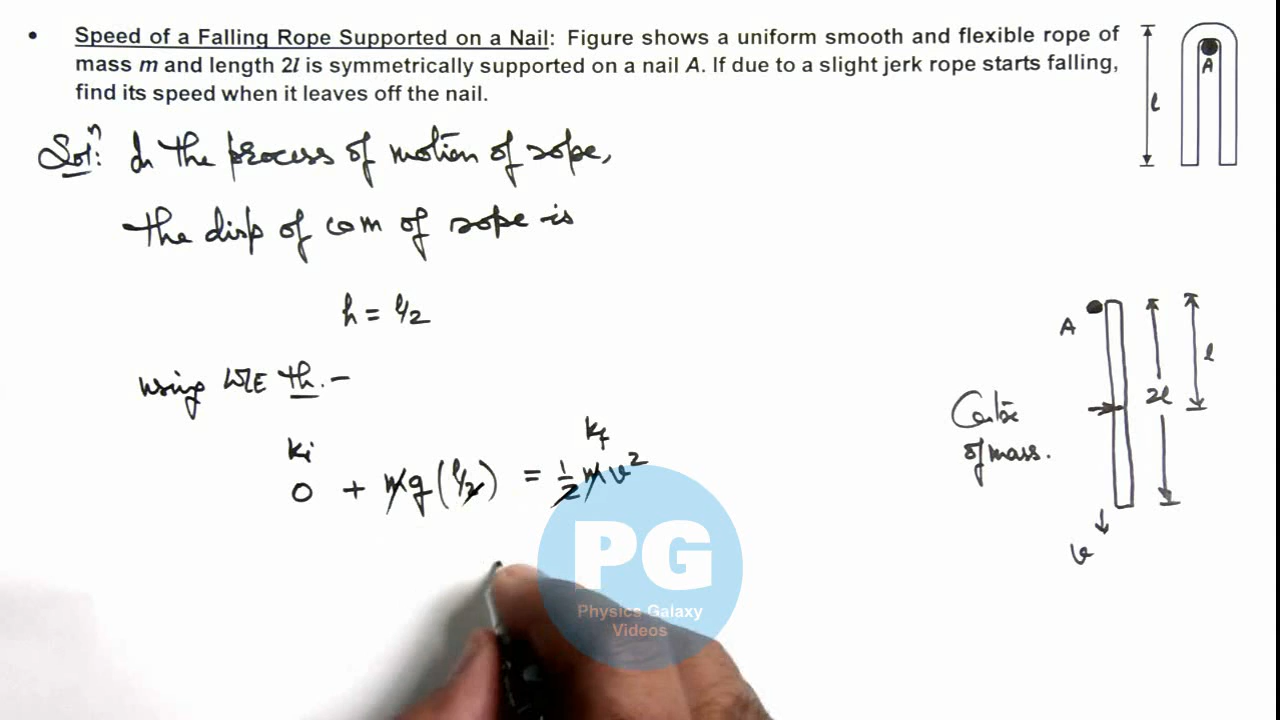 • Speed of a Falling Rope Supported on a Nail: Figure shows a uniform smooth and flexible rope of
mass m and length 2l is symmetrically supported on a nail A. If due to a slight jerk rope starts falling,
find its speed when it leaves off the nail.
A
l
Solⁿ: In the process of motion of rope,
the disp of com of rope is
h = l/2
A
l
2l
using WE th. –
Centre
of mass.
ki
kf
0 + mg(l/2) = 1/2 mv²
v
PG
Physics Galaxy
Videos